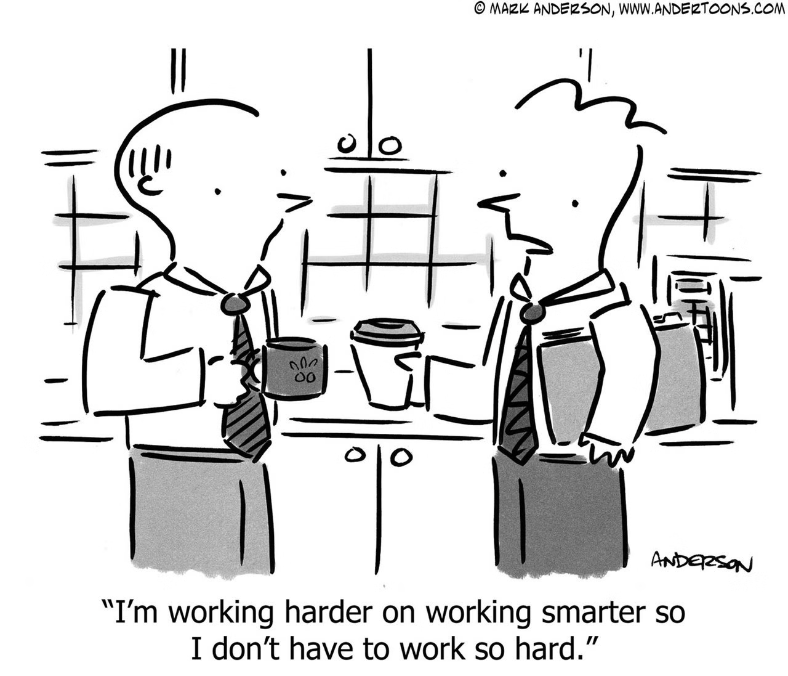 © MARK ANDERSON, WWW.ANDERTOONS.COM
ANDERSON
“I’m working harder on working smarter so
I don’t have to work so hard.”